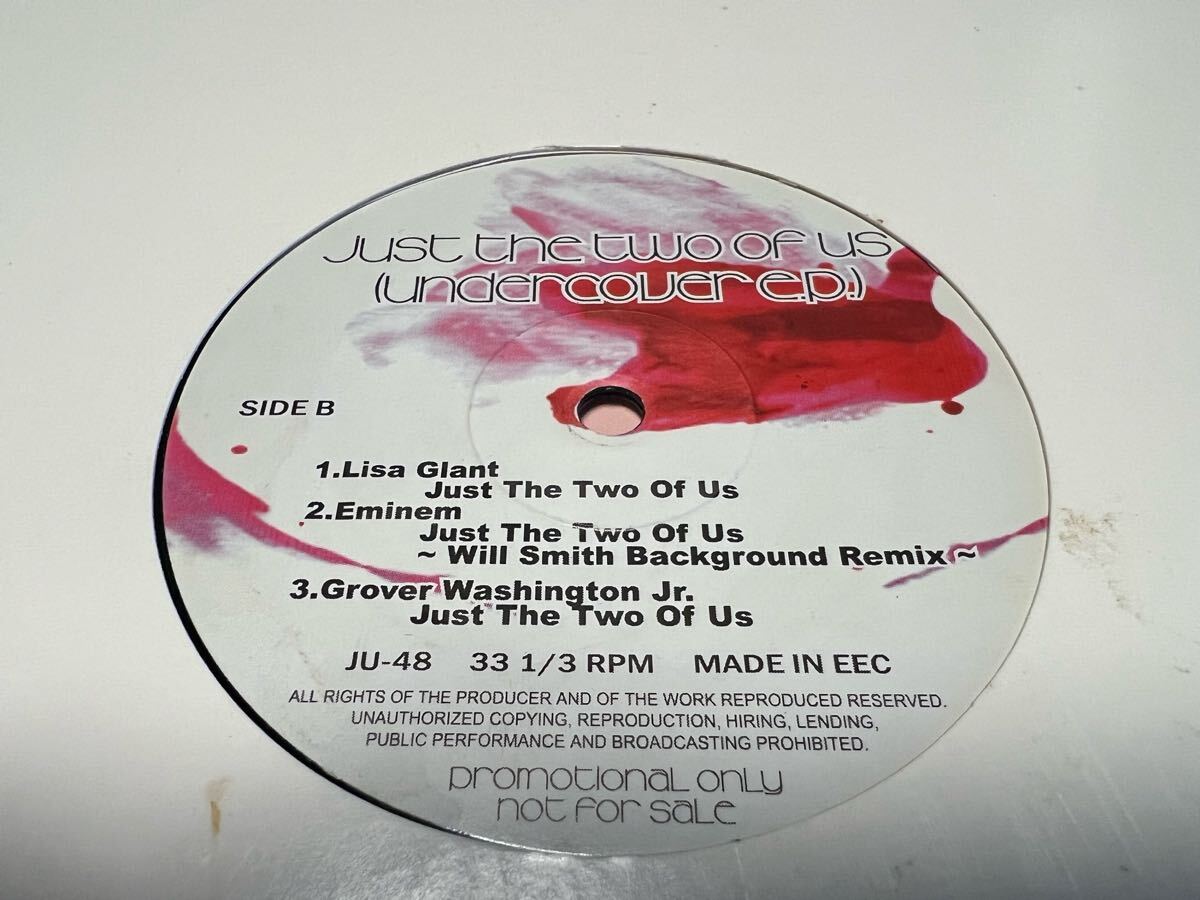 Just the two of us
(undercover e.p.)
SIDE B
1.Lisa Glant
Just The Two Of Us
2.Eminem
Just The Two Of Us
~ Will Smith Background Remix ~
3.Grover Washington Jr.
Just The Two Of Us
JU-48 33 1/3 RPM MADE IN EEC
ALL RIGHTS OF THE PRODUCER AND OF THE WORK REPRODUCED RESERVED.
UNAUTHORIZED COPYING, REPRODUCTION, HIRING, LENDING,
PUBLIC PERFORMANCE AND BROADCASTING PROHIBITED.
promotional only
not for sale